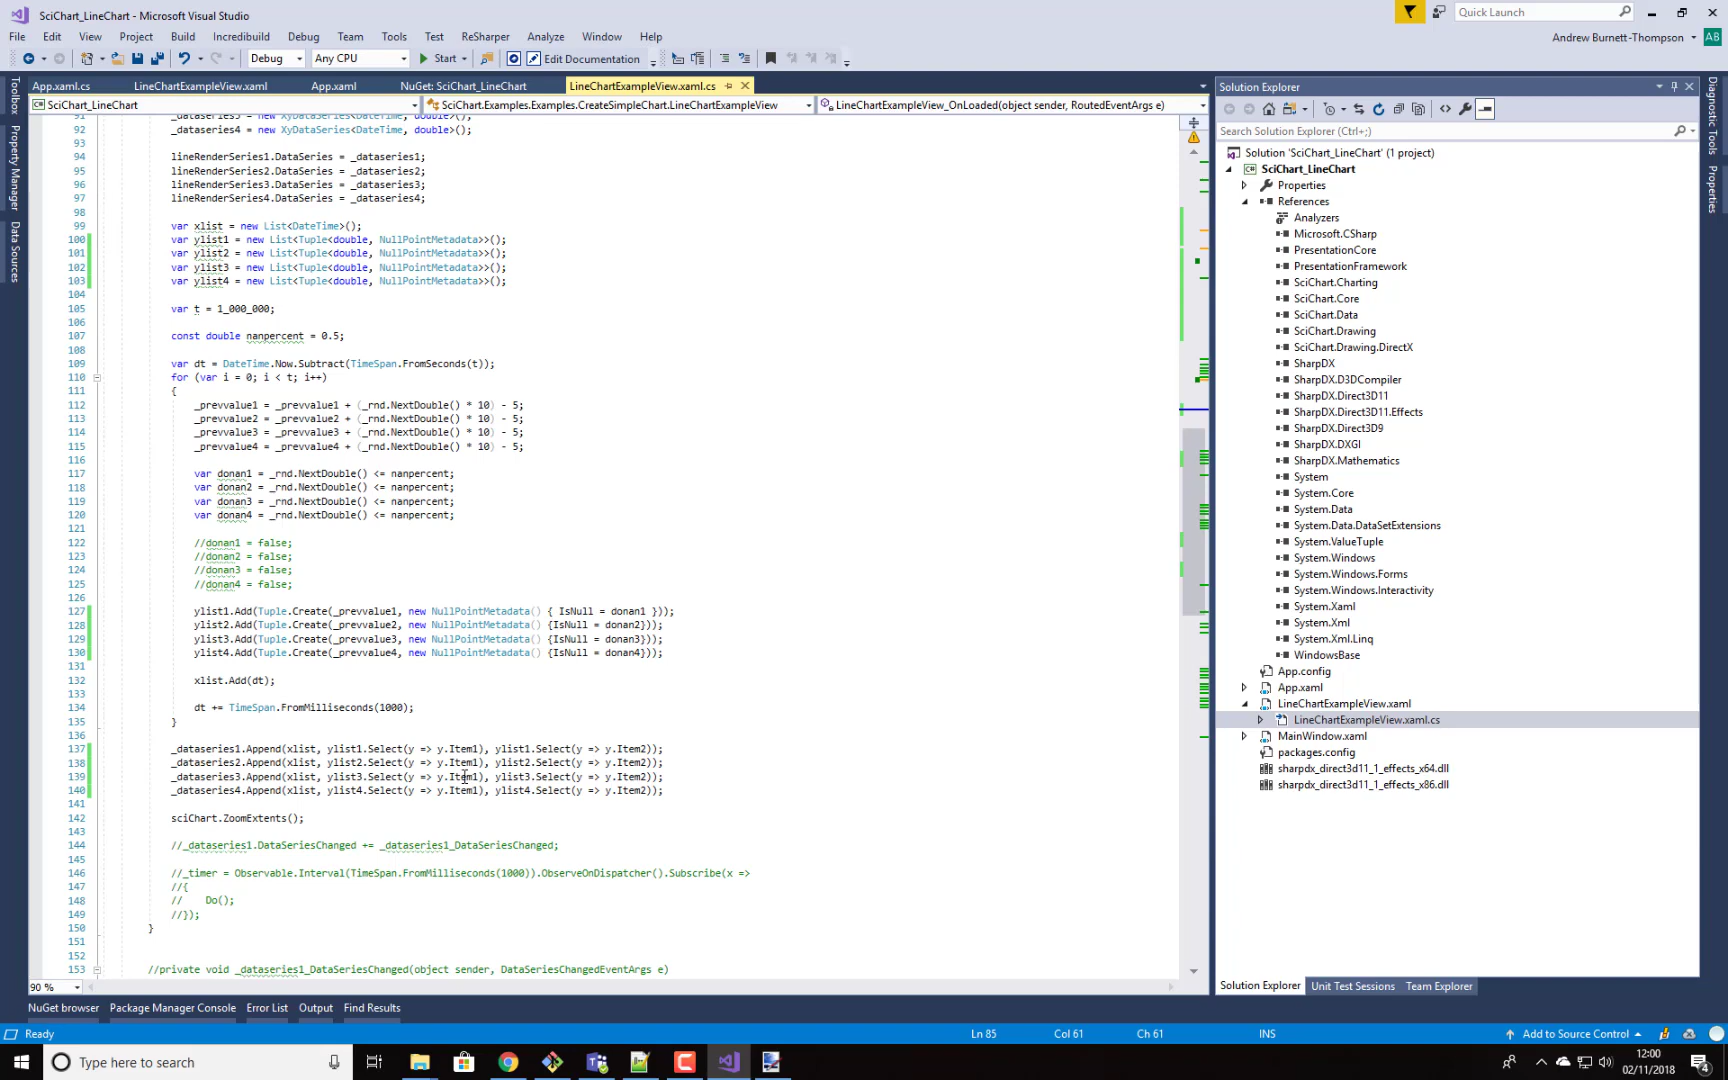 SciChart_LineChart - Microsoft Visual Studio
Quick Launch (Ctrl+Q)
File Edit View Project Build Incredibuild Debug Team Tools Test ReSharper Analyze Window Help
Andrew Burnett-Thompson AB
Debug Any CPU Start Edit Documentation
App.xaml.cs LineChartExampleView.xaml App.xaml NuGet: SciChart_LineChart LineChartExampleView.xaml.cs
SciChart_LineChart SciChart.Examples.Examples.CreateSimpleChart.LineChartExampleView LineChartExampleView_OnLoaded(object sender, RoutedEventArgs e)
Toolbox
Property Manager
Data Sources
91 _dataseries3 = new XyDataSeries<DateTime, double>();
92 _dataseries4 = new XyDataSeries<DateTime, double>();
93
94 lineRenderSeries1.DataSeries = _dataseries1;
95 lineRenderSeries2.DataSeries = _dataseries2;
96 lineRenderSeries3.DataSeries = _dataseries3;
97 lineRenderSeries4.DataSeries = _dataseries4;
98
99 var xlist = new List<DateTime>();
100 var ylist1 = new List<Tuple<double, NullPointMetadata>>();
101 var ylist2 = new List<Tuple<double, NullPointMetadata>>();
102 var ylist3 = new List<Tuple<double, NullPointMetadata>>();
103 var ylist4 = new List<Tuple<double, NullPointMetadata>>();
104
105 var t = 1_000_000;
106
107 const double nanpercent = 0.5;
108
109 var dt = DateTime.Now.Subtract(TimeSpan.FromSeconds(t));
110 for (var i = 0; i < t; i++)
111 {
112 _prevvalue1 = _prevvalue1 + (_rnd.NextDouble() * 10) - 5;
113 _prevvalue2 = _prevvalue2 + (_rnd.NextDouble() * 10) - 5;
114 _prevvalue3 = _prevvalue3 + (_rnd.NextDouble() * 10) - 5;
115 _prevvalue4 = _prevvalue4 + (_rnd.NextDouble() * 10) - 5;
116
117 var donan1 = _rnd.NextDouble() <= nanpercent;
118 var donan2 = _rnd.NextDouble() <= nanpercent;
119 var donan3 = _rnd.NextDouble() <= nanpercent;
120 var donan4 = _rnd.NextDouble() <= nanpercent;
121
122 //donan1 = false;
123 //donan2 = false;
124 //donan3 = false;
125 //donan4 = false;
126
127 ylist1.Add(Tuple.Create(_prevvalue1, new NullPointMetadata() { IsNull = donan1 }));
128 ylist2.Add(Tuple.Create(_prevvalue2, new NullPointMetadata() {IsNull = donan2}));
129 ylist3.Add(Tuple.Create(_prevvalue3, new NullPointMetadata() {IsNull = donan3}));
130 ylist4.Add(Tuple.Create(_prevvalue4, new NullPointMetadata() {IsNull = donan4}));
131
132 xlist.Add(dt);
133
134 dt += TimeSpan.FromMilliseconds(1000);
135 }
136
137 _dataseries1.Append(xlist, ylist1.Select(y => y.Item1), ylist1.Select(y => y.Item2));
138 _dataseries2.Append(xlist, ylist2.Select(y => y.Item1), ylist2.Select(y => y.Item2));
139 _dataseries3.Append(xlist, ylist3.Select(y => y.Item1), ylist3.Select(y => y.Item2));
140 _dataseries4.Append(xlist, ylist4.Select(y => y.Item1), ylist4.Select(y => y.Item2));
141
142 sciChart.ZoomExtents();
143
144 //_dataseries1.DataSeriesChanged += _dataseries1_DataSeriesChanged;
145
146 //_timer = Observable.Interval(TimeSpan.FromMilliseconds(1000)).ObserveOnDispatcher().Subscribe(x =>
147 //{
148 // Do();
149 //});
150 }
151
152
153 //private void _dataseries1_DataSeriesChanged(object sender, DataSeriesChangedEventArgs e)
90 %
NuGet browser Package Manager Console Error List Output Find Results
Solution Explorer
Search Solution Explorer (Ctrl+;)
Solution 'SciChart_LineChart' (1 project)
SciChart_LineChart
Properties
References
Analyzers
Microsoft.CSharp
PresentationCore
PresentationFramework
SciChart.Charting
SciChart.Core
SciChart.Data
SciChart.Drawing
SciChart.Drawing.DirectX
SharpDX
SharpDX.D3DCompiler
SharpDX.Direct3D11
SharpDX.Direct3D11.Effects
SharpDX.Direct3D9
SharpDX.DXGI
SharpDX.Mathematics
System
System.Core
System.Data
System.Data.DataSetExtensions
System.ValueTuple
System.Windows
System.Windows.Forms
System.Windows.Interactivity
System.Xaml
System.Xml
System.Xml.Linq
WindowsBase
App.config
App.xaml
LineChartExampleView.xaml
LineChartExampleView.xaml.cs
MainWindow.xaml
packages.config
sharpdx_direct3d11_1_effects_x64.dll
sharpdx_direct3d11_1_effects_x86.dll
Solution Explorer Unit Test Sessions Team Explorer
Diagnostic Tools
Properties
Ready Ln 85 Col 61 Ch 61 INS Add to Source Control
Type here to search
12:00
02/11/2018
4